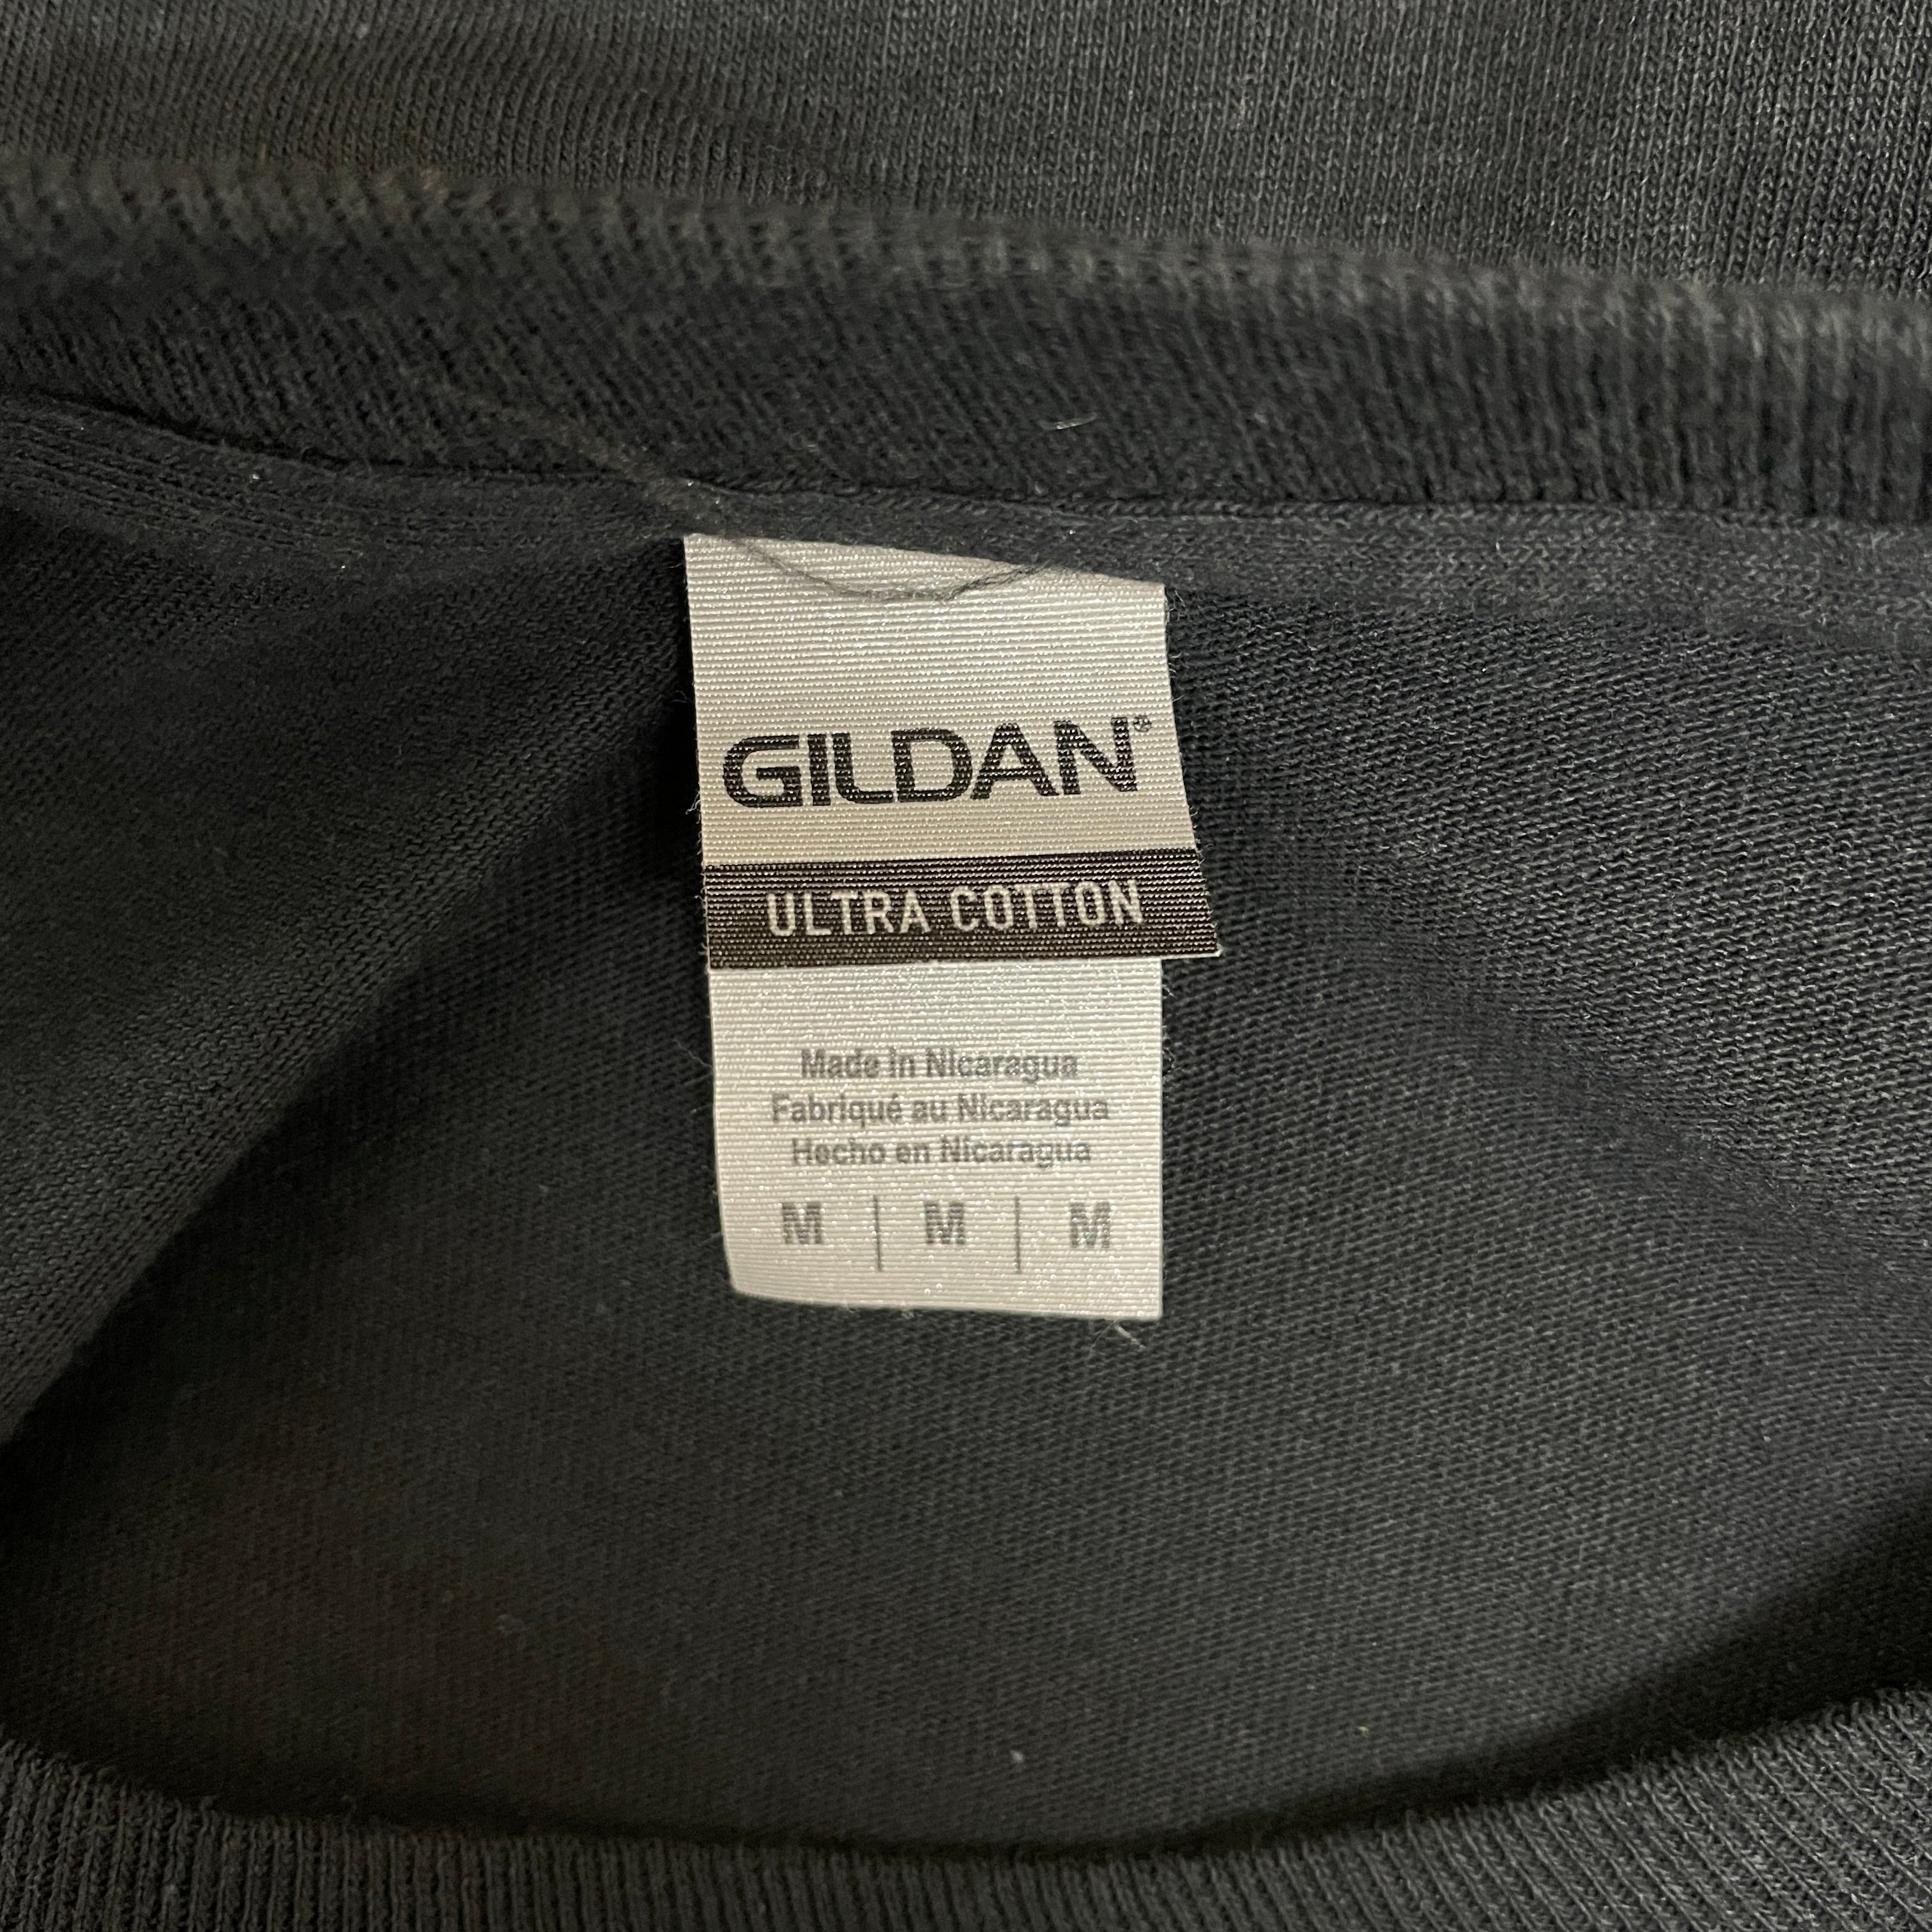 GILDAN®
ULTRA COTTON
Made in Nicaragua
Fabriqué au Nicaragua
Hecho en Nicaragua
M | M | M